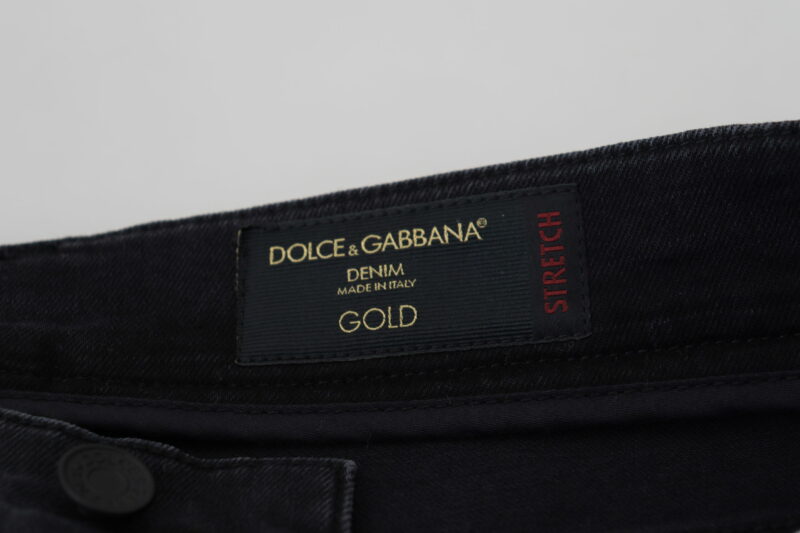 DOLCE & GABBANA®
DENIM
MADE IN ITALY
GOLD
STRETCH